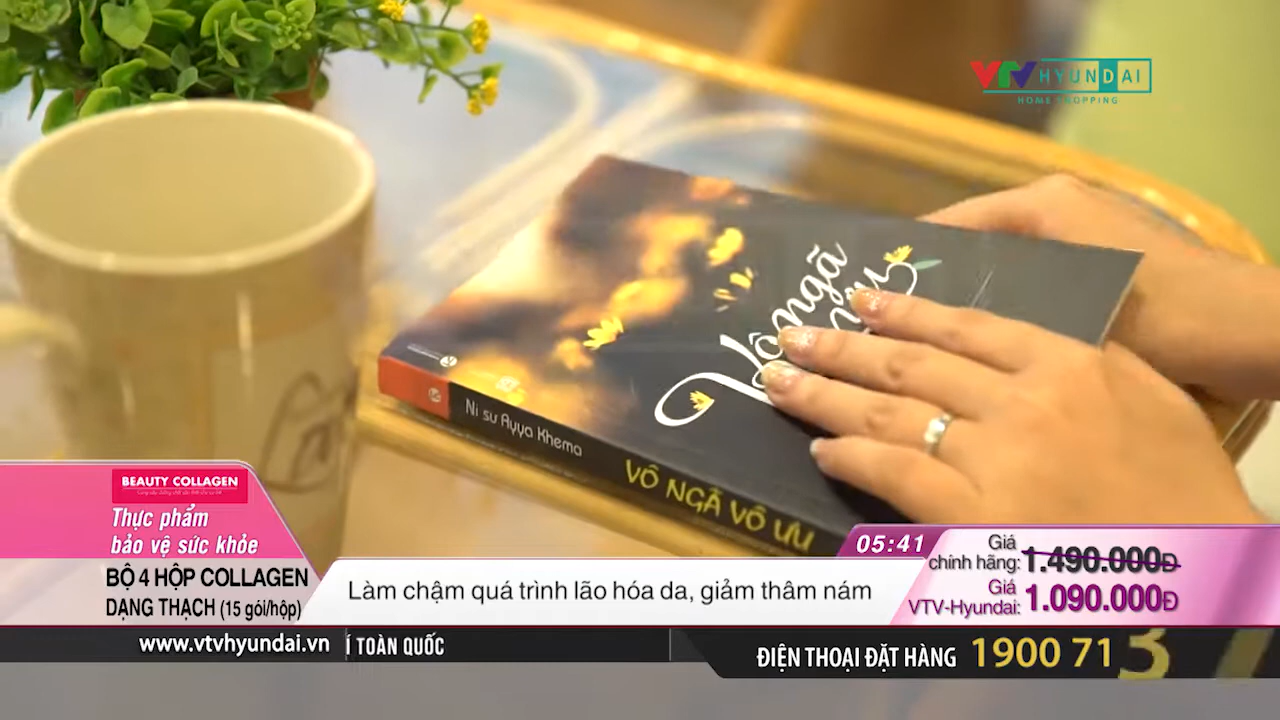 VTV HYUNDAI
HOME SHOPPING
Vô ngã
Ni sư Ayya Khema
VÔ NGÃ VÔ ƯU
BEAUTY COLLAGEN
Thực phẩm
bảo vệ sức khỏe
BỘ 4 HỘP COLLAGEN
DẠNG THẠCH (15 gói/hộp)
Làm chậm quá trình lão hóa da, giảm thâm nám
05:41
Giá
chính hãng: 1.490.000Đ
Giá
VTV-Hyundai: 1.090.000Đ
www.vtvhyundai.vn
Í TOÀN QUỐC
ĐIỆN THOẠI ĐẶT HÀNG 1900 713